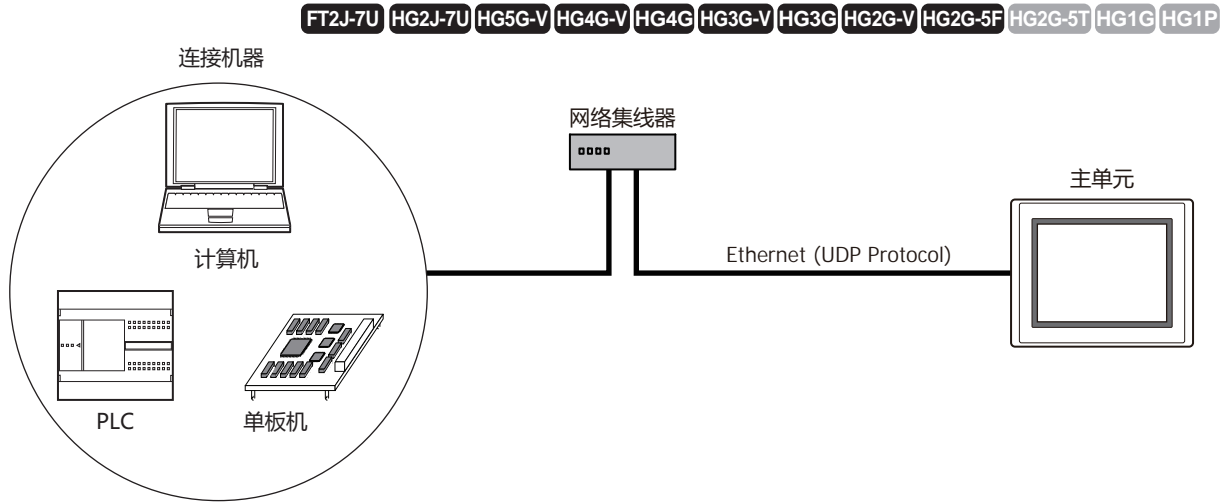 FT2J-7U HG2J-7U HG5G-V HG4G-V HG4G HG3G-V HG3G HG2G-V HG2G-5F HG2G-5T HG1G HG1P
连接机器
网络集线器
主单元
计算机
Ethernet (UDP Protocol)
PLC 单板机